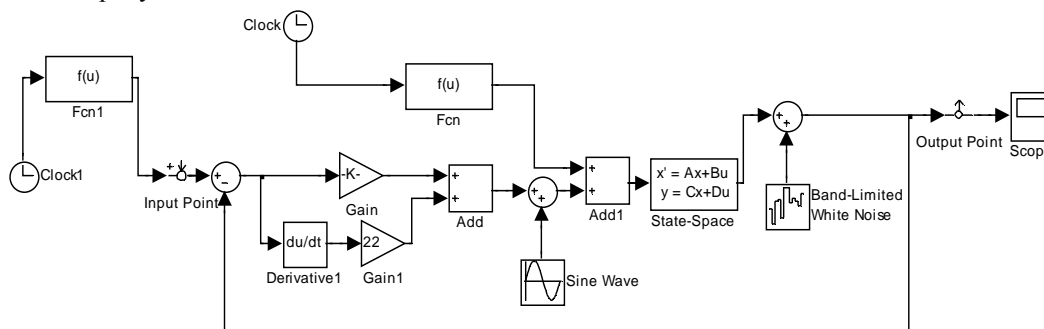 Clock
f(u)
Fcn1
Clock1
f(u)
Fcn
+
Input Point
+
−
-K-
Gain
du/dt
Derivative1
22
Gain1
+
+
Add
+
+
Sine Wave
+
+
Add1
x' = Ax+Bu
y = Cx+Du
State-Space
+
+
Band-Limited
White Noise
Output Point
Scop